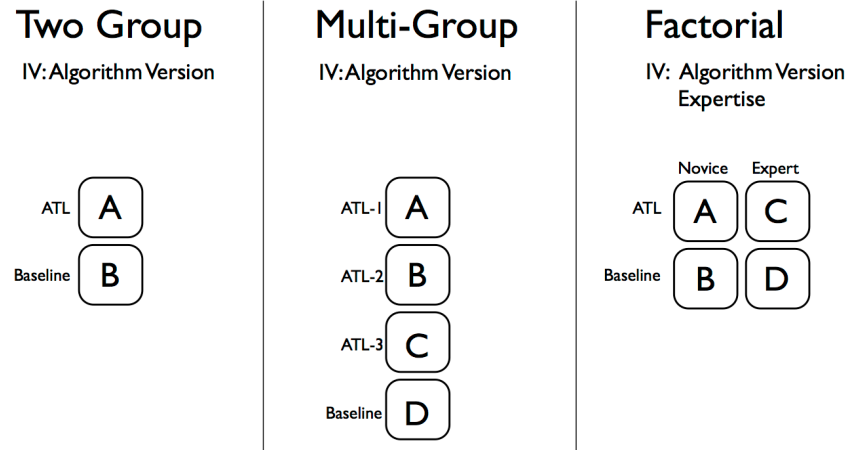 Two Group
IV: Algorithm Version
ATL A
Baseline B
Multi-Group
IV: Algorithm Version
ATL-1 A
ATL-2 B
ATL-3 C
Baseline D
Factorial
IV: Algorithm Version
Expertise
Novice Expert
ATL A C
Baseline B D